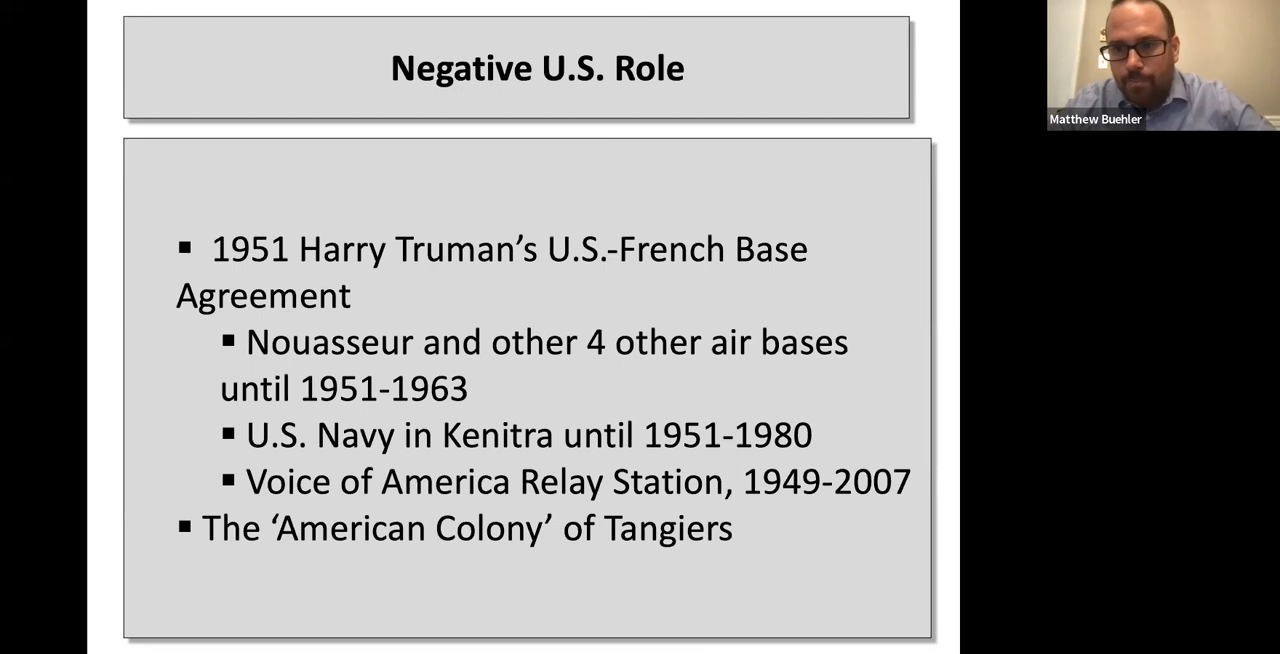 Negative U.S. Role
Matthew Buehler
▪ 1951 Harry Truman’s U.S.-French Base
Agreement
▪ Nouasseur and other 4 other air bases
until 1951-1963
▪ U.S. Navy in Kenitra until 1951-1980
▪ Voice of America Relay Station, 1949-2007
▪ The ‘American Colony’ of Tangiers